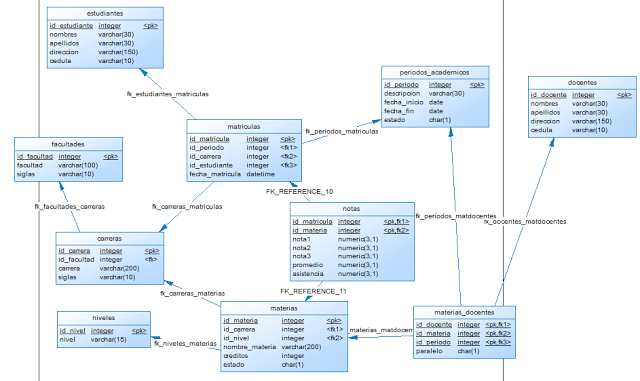 estudiantes
id_estudiante integer <pk>
nombres varchar(30)
apellidos varchar(30)
direccion varchar(150)
cedula varchar(10)
fk_estudiantes_matriculas
periodos_academicos
id_periodo integer <pk>
descripcion varchar(30)
fecha_inicio date
fecha_fin date
estado char(1)
docentes
id_docente integer <pk>
nombres varchar(30)
apellidos varchar(30)
direccion varchar(150)
cedula varchar(10)
matriculas
id_matricula integer <pk>
id_periodo integer <fk1>
id_carrera integer <fk2>
id_estudiante integer <fk3>
fecha_matricula datetime
fk_periodos_matriculas
facultades
id_facultad integer <pk>
facultad varchar(100)
siglas varchar(10)
fk_facultades_carreras
fk_carreras_matriculas
FK_REFERENCE_10
notas
id_matricula integer <pk,fk1>
id_materia integer <pk,fk2>
nota1 numeric(3,1)
nota2 numeric(3,1)
nota3 numeric(3,1)
promedio numeric(3,1)
asistencia numeric(3,1)
fk_periodos_matdocentes
fk_docentes_matdocentes
carreras
id_carrera integer <pk>
id_facultad integer <fk>
carrera varchar(200)
siglas varchar(10)
fk_carreras_materias
FK_REFERENCE_11
niveles
id_nivel integer <pk>
nivel varchar(15)
fk_niveles_materias
materias
id_materia integer <pk>
id_carrera integer <fk1>
id_nivel integer <fk2>
nombre_materia varchar(200)
creditos integer
estado char(1)
materias_matdocen
materias_docentes
id_docente integer <pk,fk1>
id_materia integer <pk,fk2>
id_periodo integer <pk,fk3>
paralelo char(1)